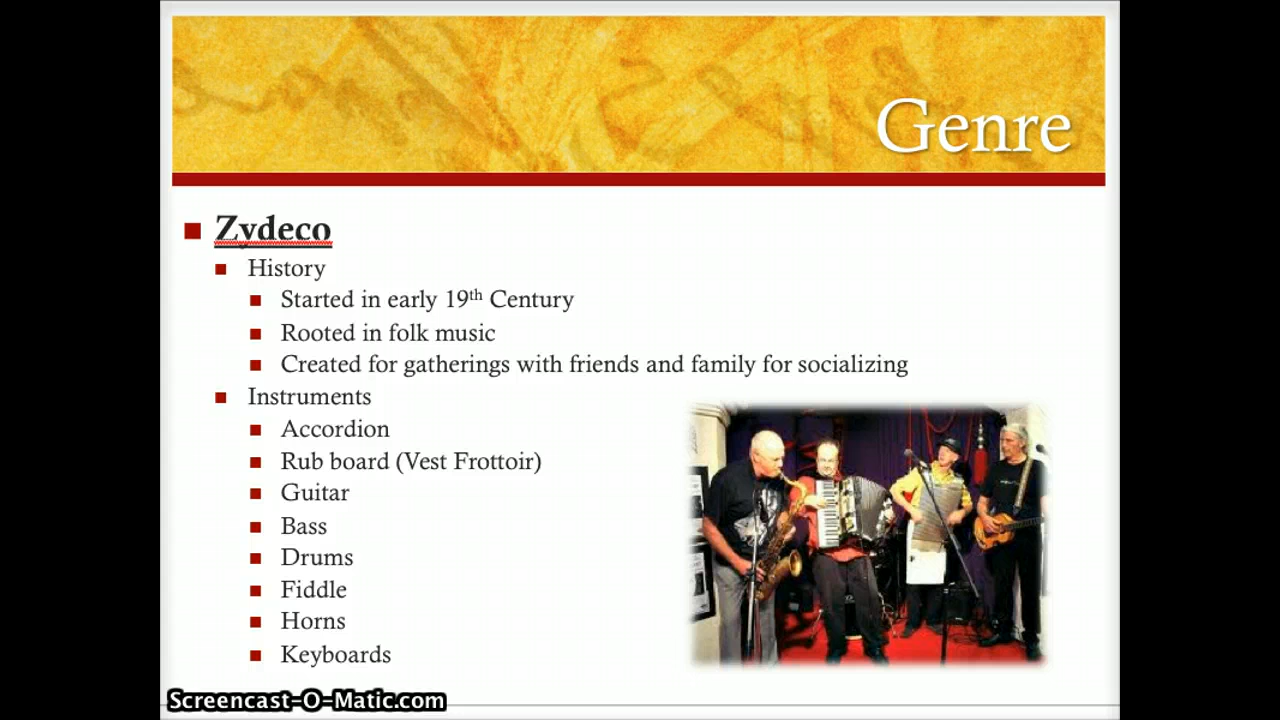 Genre
Zydeco
History
Started in early 19th Century
Rooted in folk music
Created for gatherings with friends and family for socializing
Instruments
Accordion
Rub board (Vest Frottoir)
Guitar
Bass
Drums
Fiddle
Horns
Keyboards
Screencast-O-Matic.com